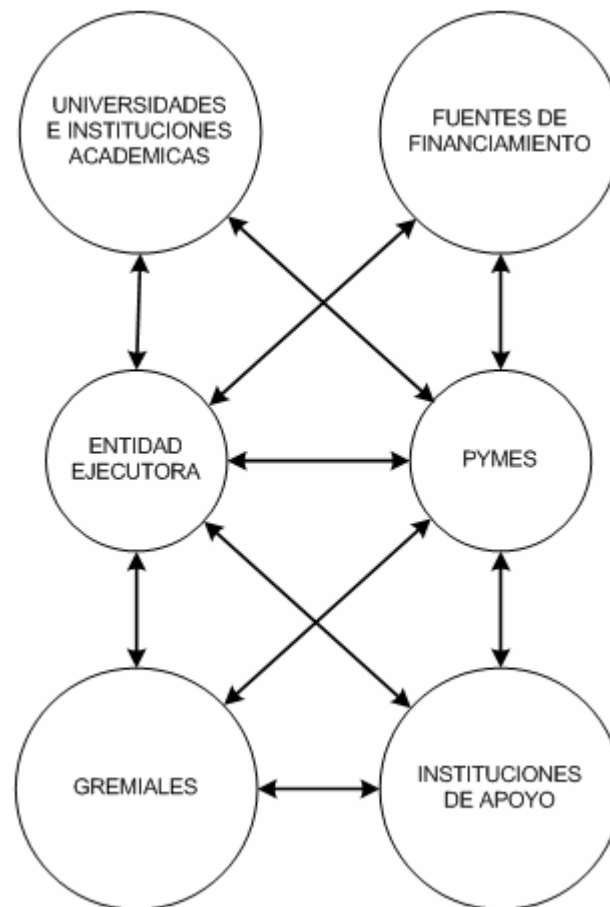 UNIVERSIDADES
E INSTITUCIONES
ACADEMICAS
FUENTES DE
FINANCIAMIENTO
ENTIDAD
EJECUTORA
PYMES
GREMIALES
INSTITUCIONES
DE APOYO